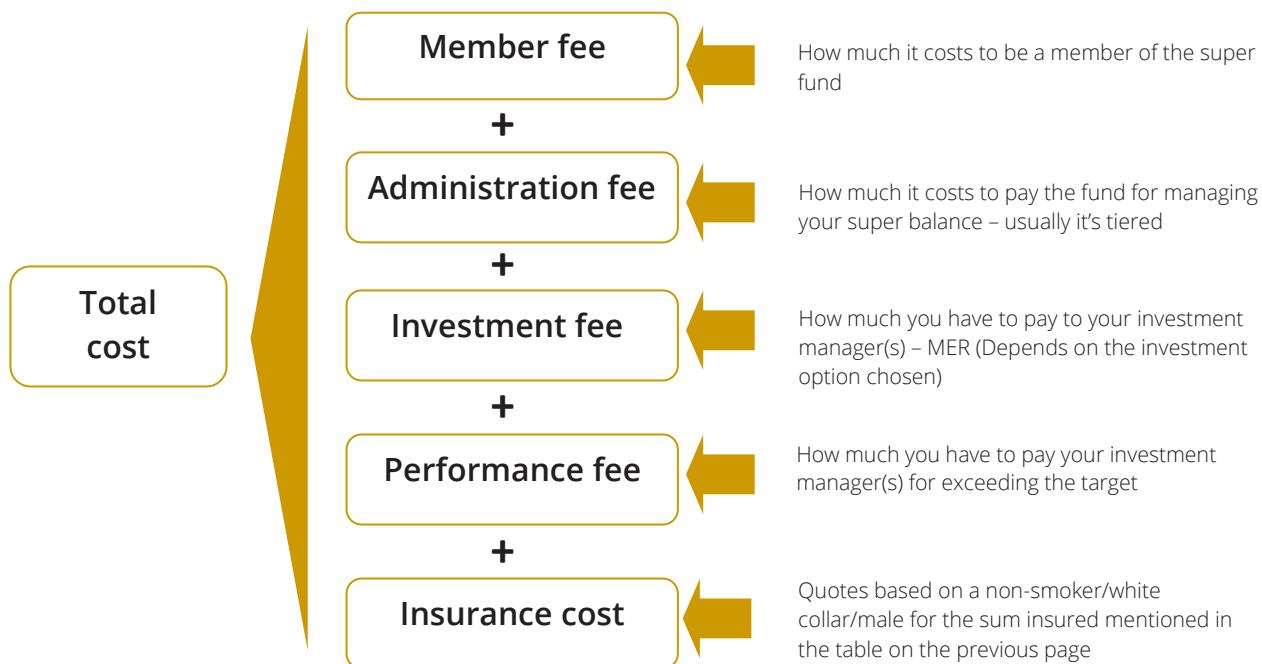 Member fee
How much it costs to be a member of the super
fund
+
Administration fee
How much it costs to pay the fund for managing
your super balance – usually it’s tiered
+
Total
cost
Investment fee
How much you have to pay to your investment
manager(s) – MER (Depends on the investment
option chosen)
+
Performance fee
How much you have to pay your investment
manager(s) for exceeding the target
+
Insurance cost
Quotes based on a non-smoker/white
collar/male for the sum insured mentioned in
the table on the previous page